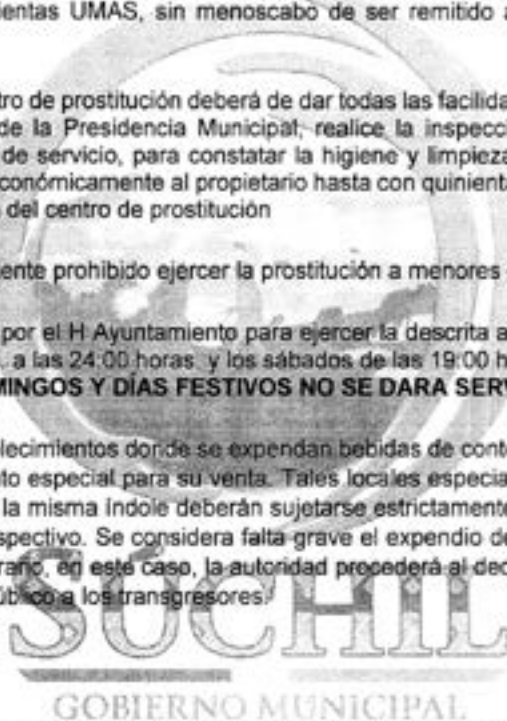 ientas UMAS, sin menoscabo de ser remitido a
tro de prostitución deberá de dar todas las facilida
de la Presidencia Municipal, realice la inspecci
de servicio, para constatar la higiene y limpieza
económicamente al propietario hasta con quinienta
del centro de prostitución
ente prohibido ejercer la prostitución a menores
por el H Ayuntamiento para ejercer la descrita a
a las 24:00 horas y los sábados de las 19:00 h
MINGOS Y DÍAS FESTIVOS NO SE DARA SERV
lecimientos donde se expendan bebidas de conte
to especial para su venta. Tales locales especia
la misma índole deberán sujetarse estrictamente
spectivo. Se considera falta grave el expendio de
rario, en este caso, la autoridad procederá al dec
úblico a los transgresores.
SÚCHIL
GOBIERNO MUNICIPAL